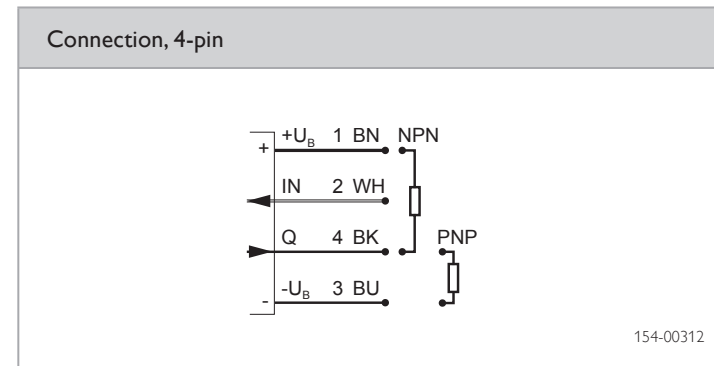 Connection, 4-pin
+U_B 1 BN NPN
+
IN 2 WH
Q 4 BK PNP
-U_B 3 BU
-
154-00312